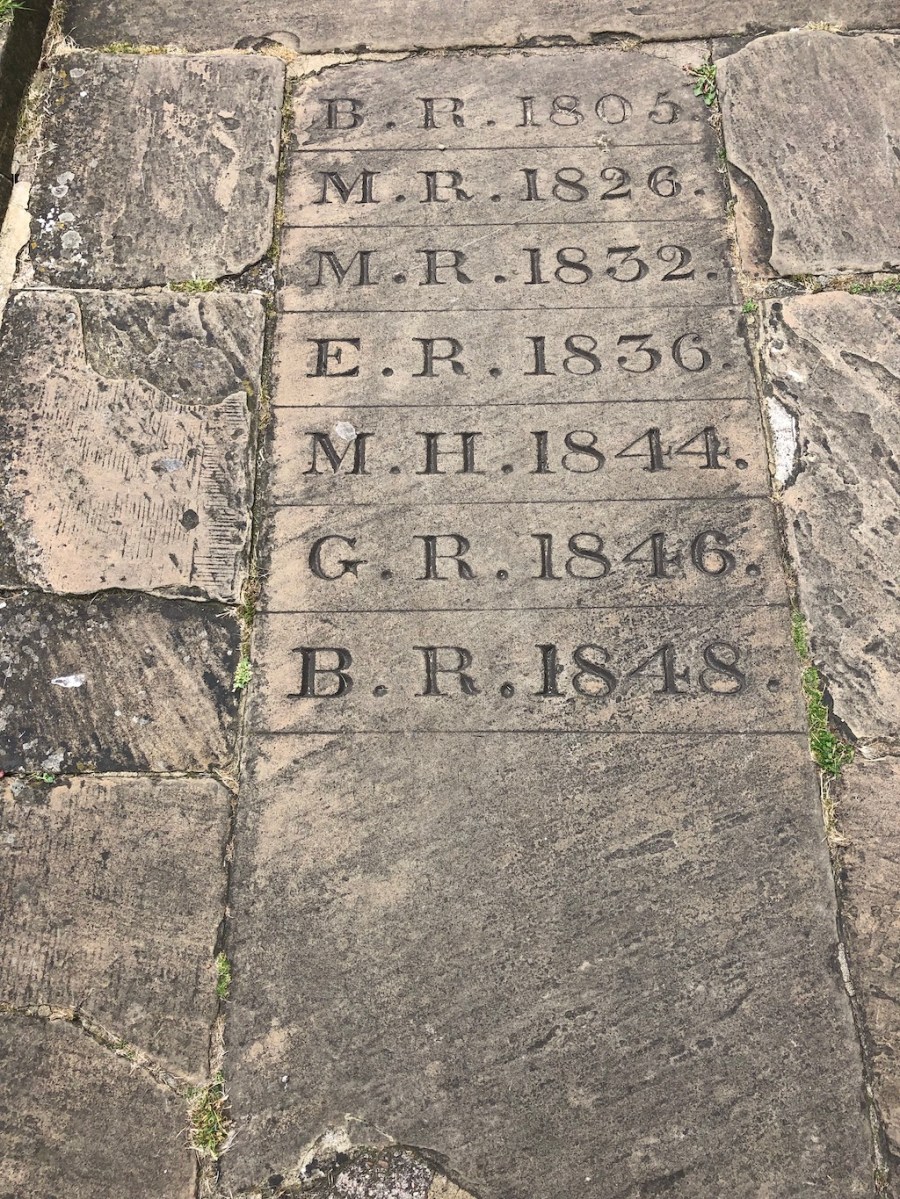 B. R. 1805.
M. R. 1826.
M. R. 1832.
E. R. 1836.
M. H. 1844.
G. R. 1846.
B. R. 1848.